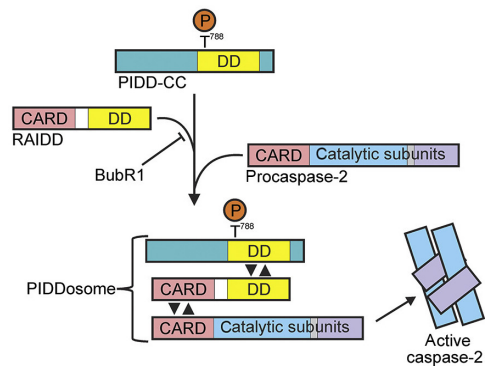 P
T788
DD
PIDD-CC
CARD DD
RAIDD
BubR1
CARD Catalytic subunits
Procaspase-2
P
T788
DD
PIDDosome
CARD DD
CARD Catalytic subunits
Active
caspase-2